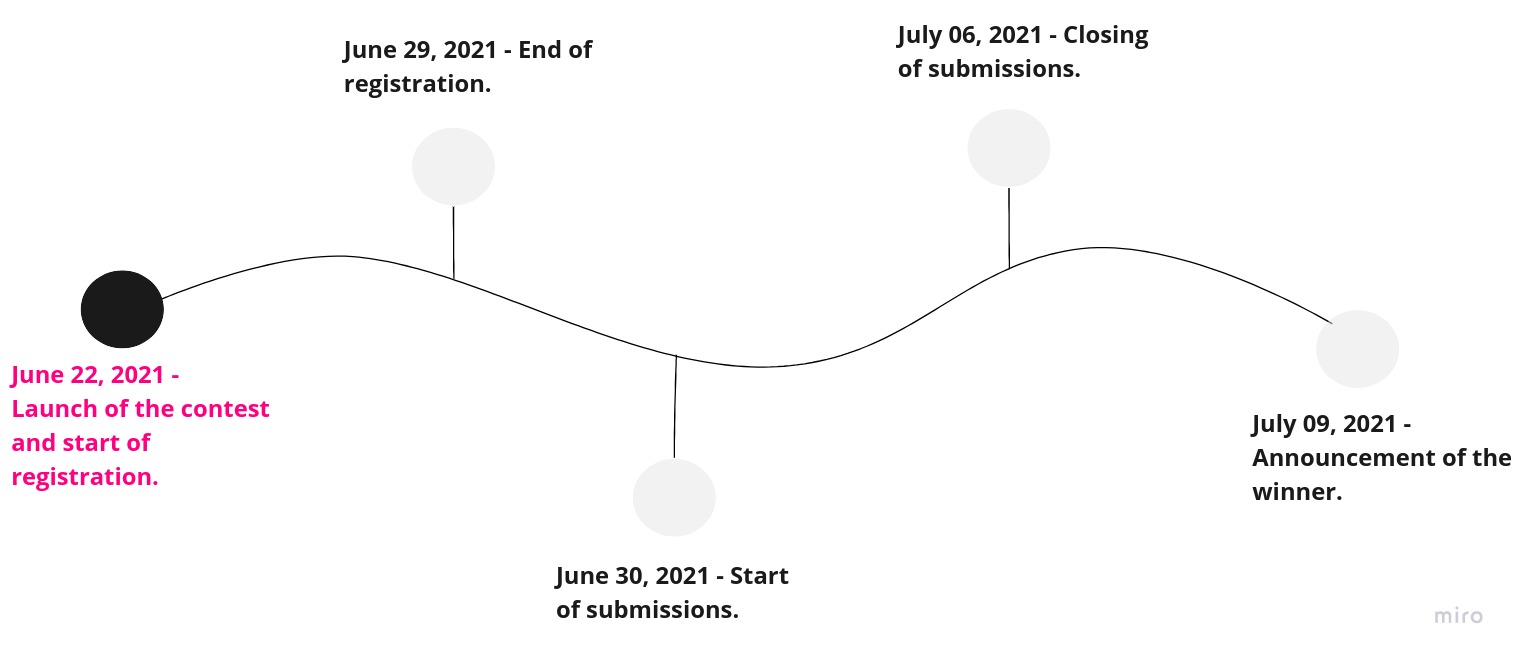 June 29, 2021 - End of
registration.
July 06, 2021 - Closing
of submissions.
June 22, 2021 -
Launch of the contest
and start of
registration.
July 09, 2021 -
Announcement of the
winner.
June 30, 2021 - Start
of submissions.
miro